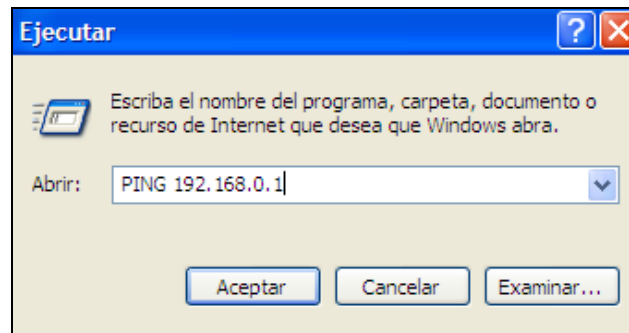 Ejecutar
Escriba el nombre del programa, carpeta, documento o
recurso de Internet que desea que Windows abra.
Abrir: PING 192.168.0.1
Aceptar Cancelar Examinar...